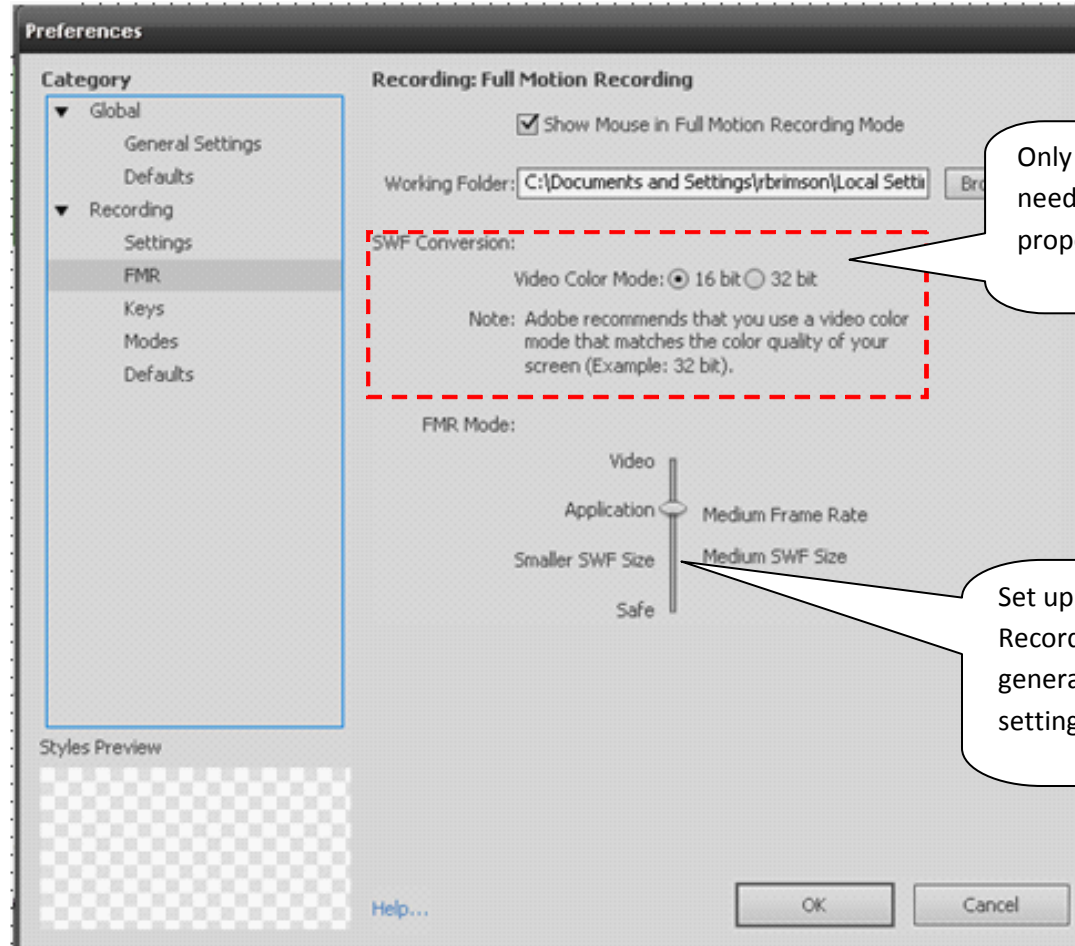 Preferences
Category
Global
General Settings
Defaults
Recording
Settings
FMR
Keys
Modes
Defaults
Styles Preview
Recording: Full Motion Recording
Show Mouse in Full Motion Recording Mode
Working Folder: C:\Documents and Settings\rbrimson\Local Settin
SWF Conversion:
Video Color Mode: 16 bit 32 bit
Note: Adobe recommends that you use a video color
mode that matches the color quality of your
screen (Example: 32 bit).
FMR Mode:
Video
Application
Medium Frame Rate
Smaller SWF Size
Medium SWF Size
Safe
Help...
OK
Cancel
Only
need
prop
Set up
Record
genera
setting